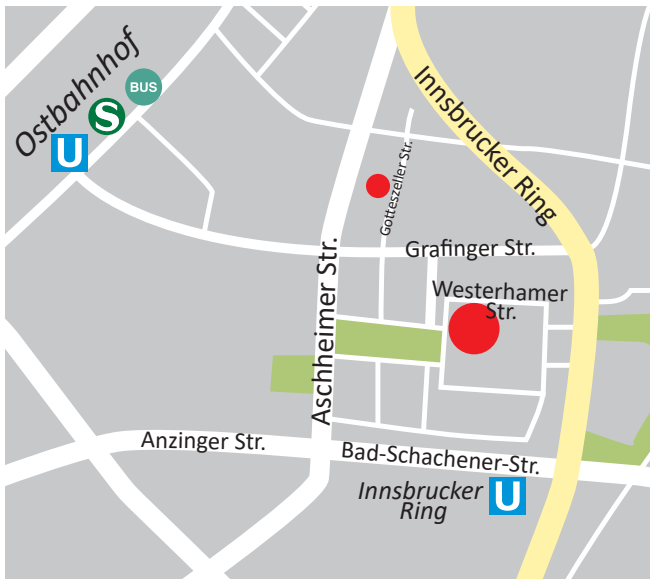 Ostbahnhof
BUS
S
U
Innsbrucker Ring
Gotteszeller Str.
Grafinger Str.
Westerhamer
Str.
Aschheimer Str.
Anzinger Str.
Bad-Schachener-Str.
Innsbrucker
Ring
U